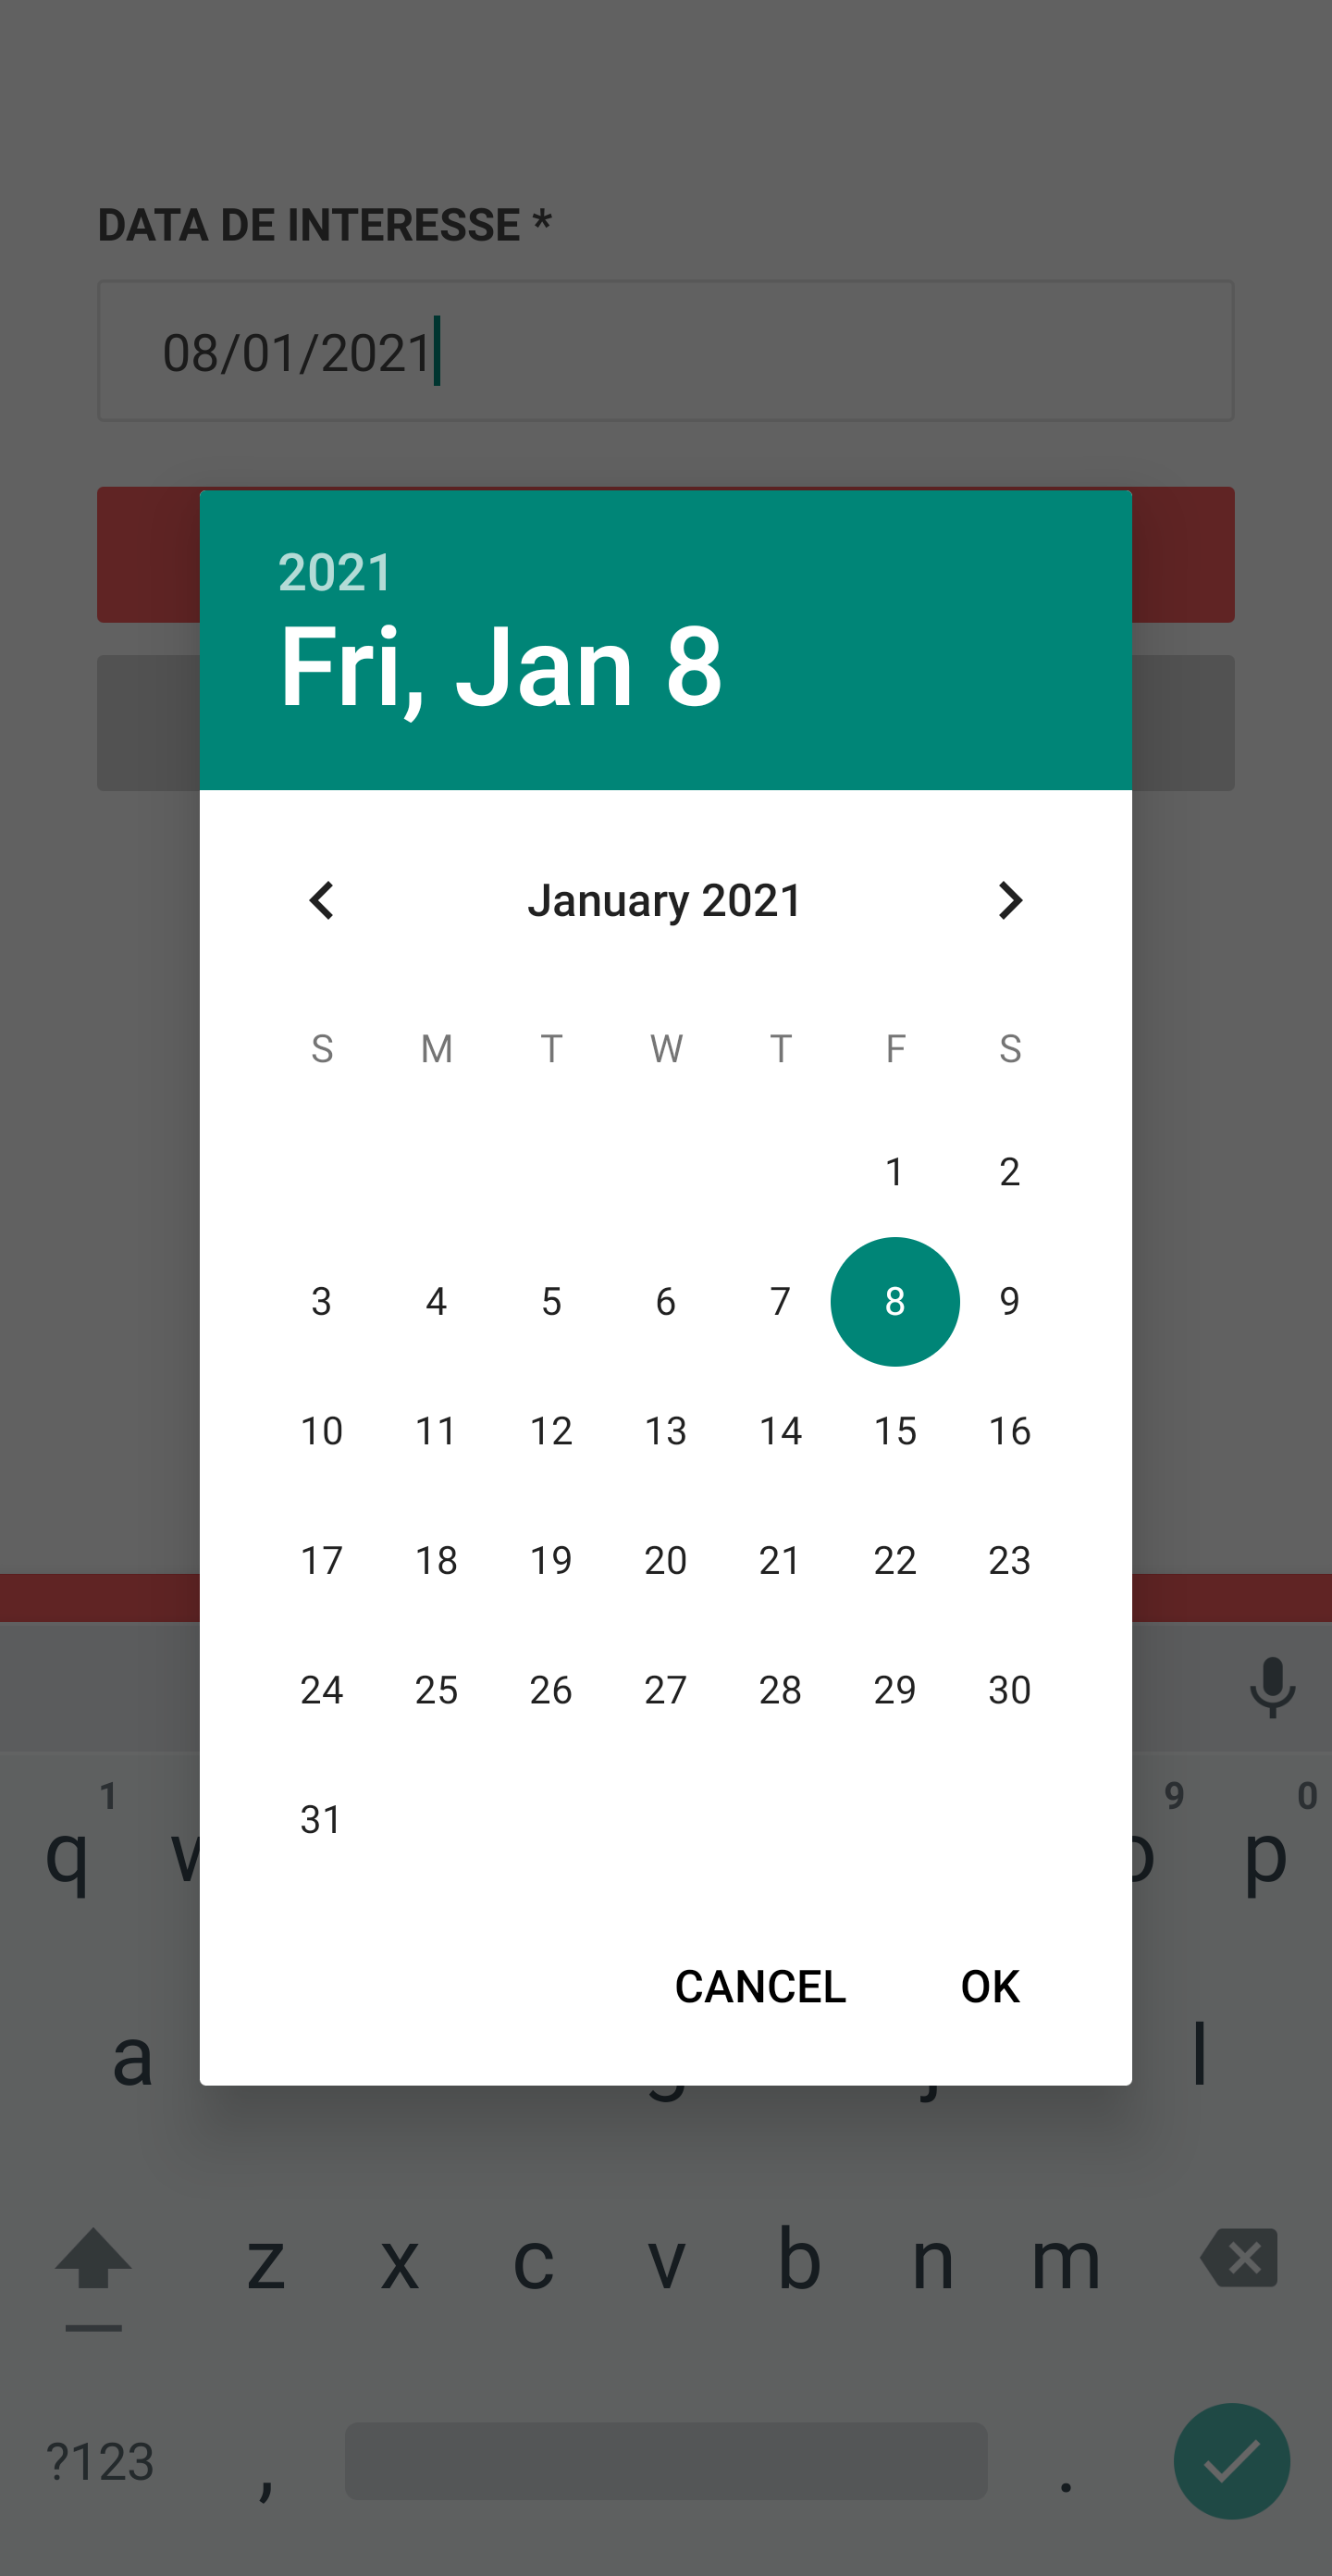 DATA DE INTERESSE *
08/01/2021
2021
Fri, Jan 8
January 2021
S M T W T F S
1 2
3 4 5 6 7 8 9
10 11 12 13 14 15 16
17 18 19 20 21 22 23
24 25 26 27 28 29 30
31
CANCEL OK
1 9 0
q p
a l
z x c v b n m
?123 , .